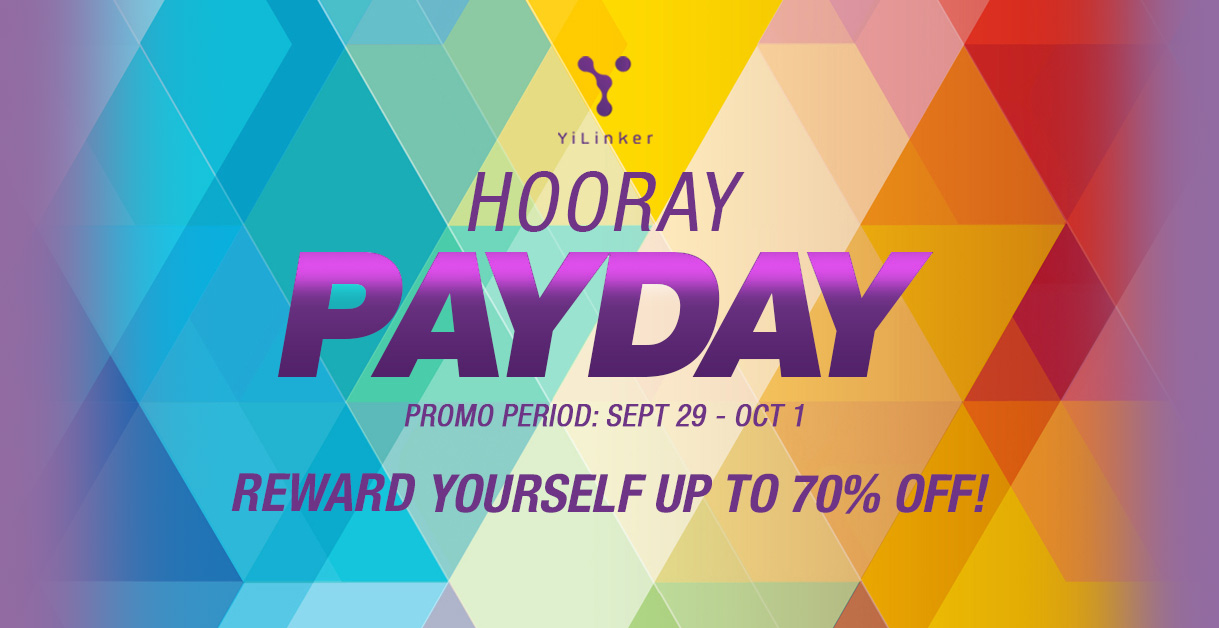 YiLinker
HOORAY
PAYDAY
PROMO PERIOD: SEPT 29 - OCT 1
REWARD YOURSELF UP TO 70% OFF!